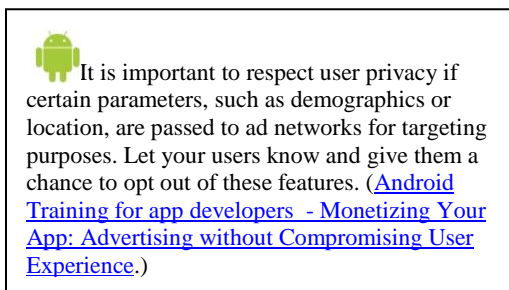 It is important to respect user privacy if
certain parameters, such as demographics or
location, are passed to ad networks for targeting
purposes. Let your users know and give them a
chance to opt out of these features. (Android
Training for app developers  - Monetizing Your
App: Advertising without Compromising User
Experience.)